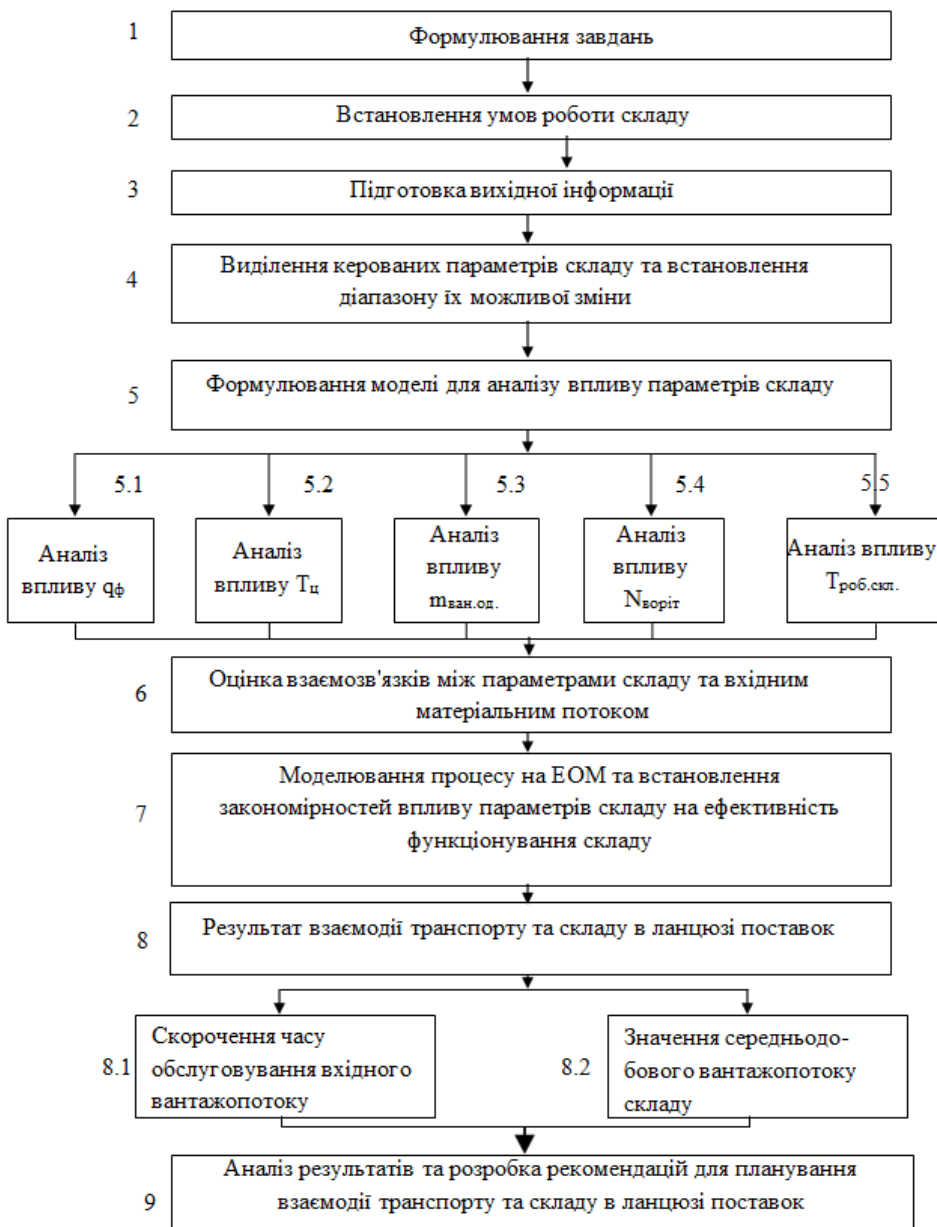 1
Формулювання завдань
2
Встановлення умов роботи складу
3
Підготовка вихідної інформації
4
Виділення керованих параметрів складу та встановлення
діапазону їх можливої зміни
5
Формулювання моделі для аналізу впливу параметрів складу
5.1
5.2
5.3
5.4
5.5
Аналіз
впливу qф
Аналіз
впливу Tц
Аналіз
впливу
mван.од.
Аналіз
впливу
Nворіт
Аналіз впливу
Tроб.скл.
6
Оцінка взаємозв'язків між параметрами складу та вхідним
матеріальним потоком
7
Моделювання процесу на ЕОМ та встановлення
закономірностей впливу параметрів складу на ефективність
функціонування складу
8
Результат взаємодії транспорту та складу в ланцюзі поставок
8.1
Скорочення часу
обслуговування вхідного
вантажопотоку
8.2
Значення середньодо-
бового вантажопотоку
складу
9
Аналіз результатів та розробка рекомендацій для планування
взаємодії транспорту та складу в ланцюзі поставок